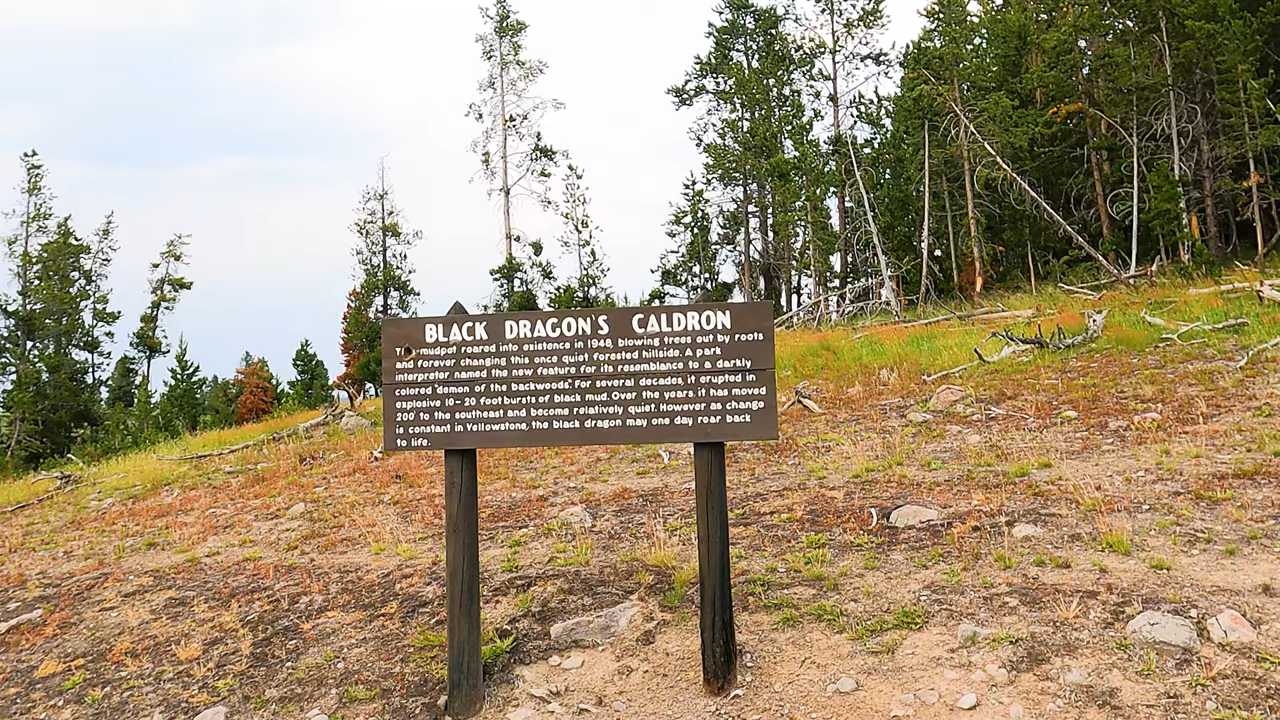 BLACK DRAGON'S CALDRON
This mudpot roared into existence in 1948, blowing trees out by roots
and forever changing this once quiet forested hillside. A park
interpreter named the new feature for its resemblance to a darkly
colored "demon of the backwoods". For several decades, it erupted in
explosive 10-20 foot bursts of black mud. Over the years, it has moved
200' to the southeast and become relatively quiet. However as change
is constant in Yellowstone, the black dragon may one day roar back
to life.